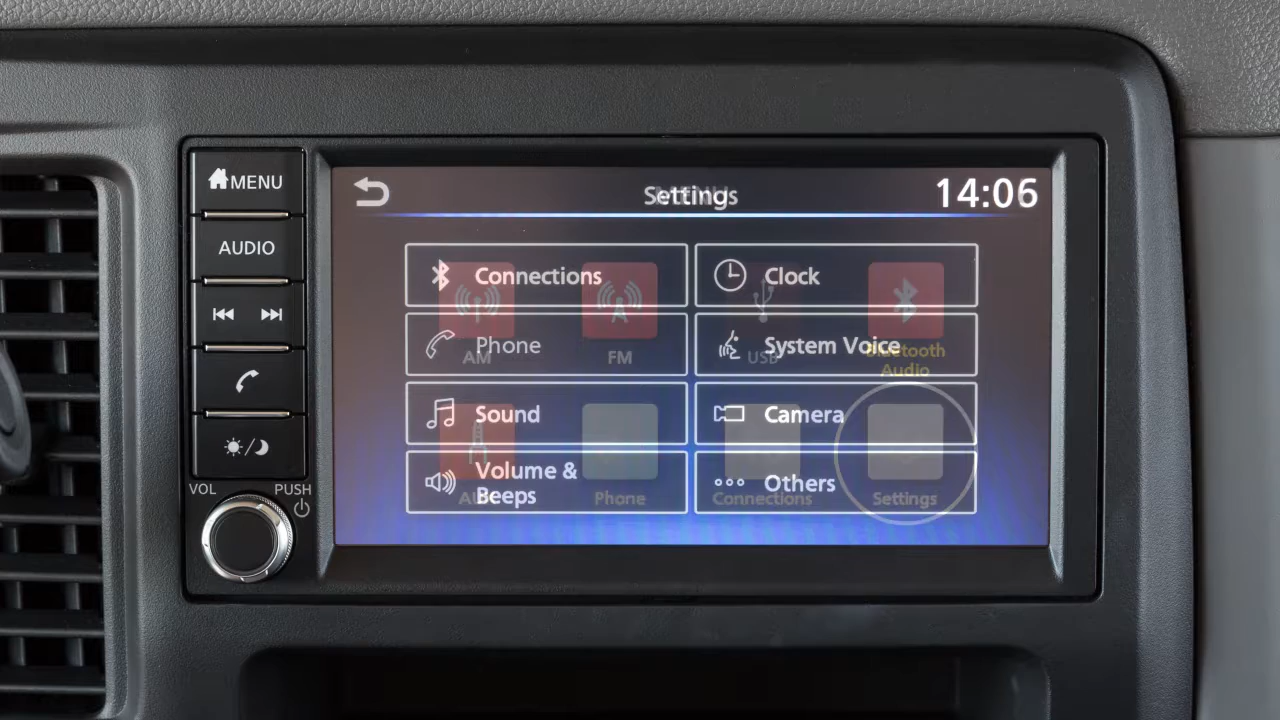 MENU
AUDIO
VOL
PUSH
Settings
14:06
Connections
Clock
Phone
System Voice
Sound
Camera
Volume &
Beeps
Others
AM
FM
USB
Bluetooth
Audio
Phone
Connections
Settings